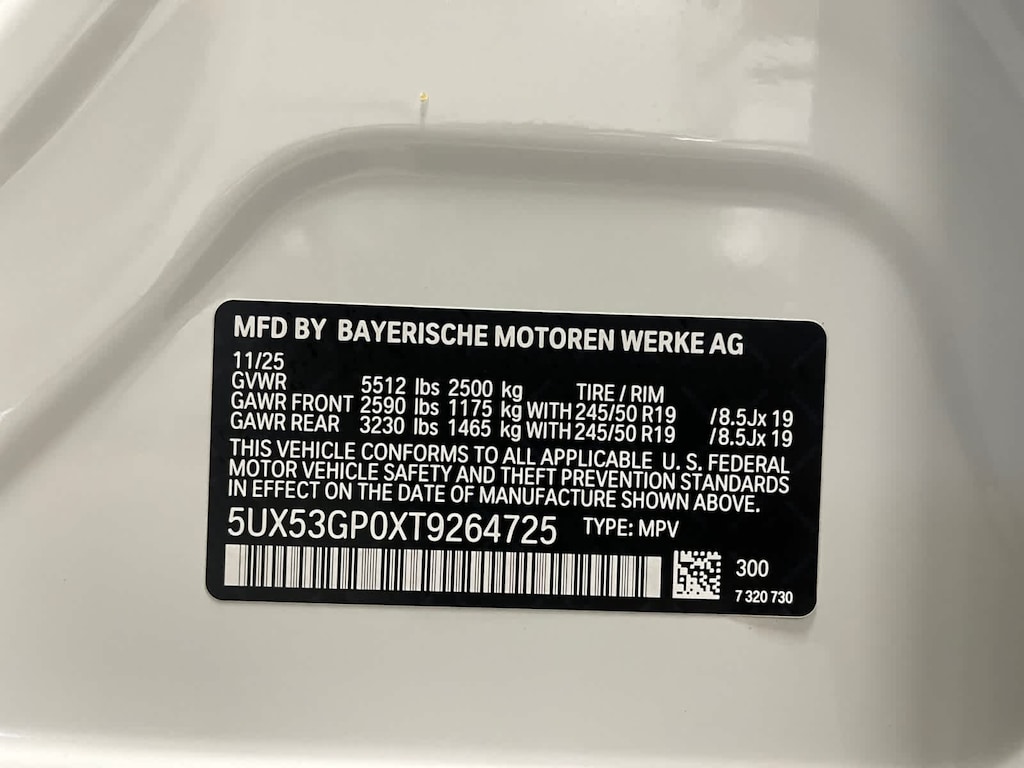 MFD BY BAYERISCHE MOTOREN WERKE AG
11/25
GVWR 5512 lbs 2500 kg TIRE / RIM
GAWR FRONT 2590 lbs 1175 kg WITH 245/50 R19 /8.5Jx 19
GAWR REAR 3230 lbs 1465 kg WITH 245/50 R19 /8.5Jx 19
THIS VEHICLE CONFORMS TO ALL APPLICABLE U. S. FEDERAL
MOTOR VEHICLE SAFETY AND THEFT PREVENTION STANDARDS
IN EFFECT ON THE DATE OF MANUFACTURE SHOWN ABOVE.
5UX53GP0XT9264725 TYPE: MPV
300
7 320 730